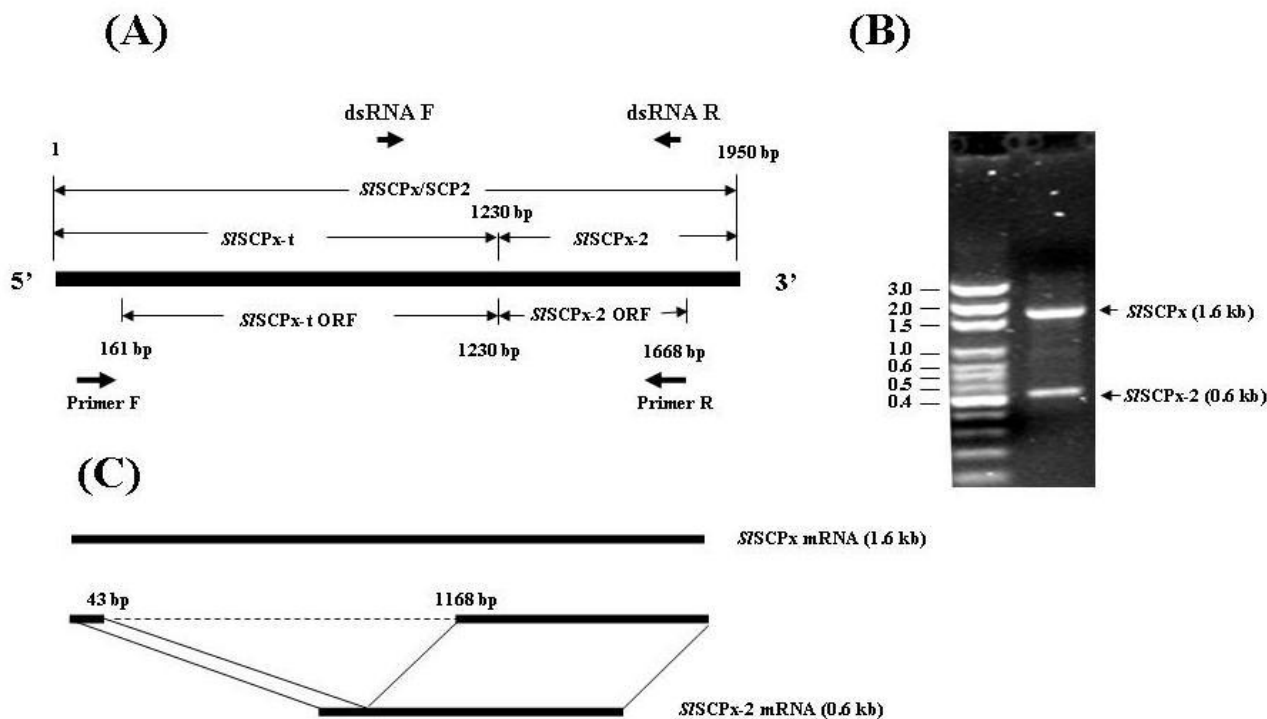 (A)
dsRNA F
dsRNA R
1
1950 bp
SlSCPx/SCP2
1230 bp
SlSCPx-t
SlSCPx-2
5’
3’
SlSCPx-t ORF
SlSCPx-2 ORF
161 bp
1230 bp
1668 bp
Primer F
Primer R
(B)
3.0
2.0
1.5
1.0
0.6
0.5
0.4
SlSCPx (1.6 kb)
SlSCPx-2 (0.6 kb)
(C)
SlSCPx mRNA (1.6 kb)
43 bp
1168 bp
SlSCPx-2 mRNA (0.6 kb)